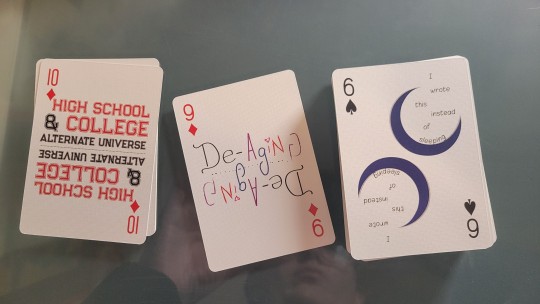 10
HIGH SCHOOL
& COLLEGE
ALTERNATE UNIVERSE
ALTERNATE UNIVERSE
& COLLEGE
HIGH SCHOOL
10
9
De-AgiNg
De-AgiNg
9
6
I
wrote
this
instead
of
sleeping
sleeping
of
instead
this
wrote
I
6